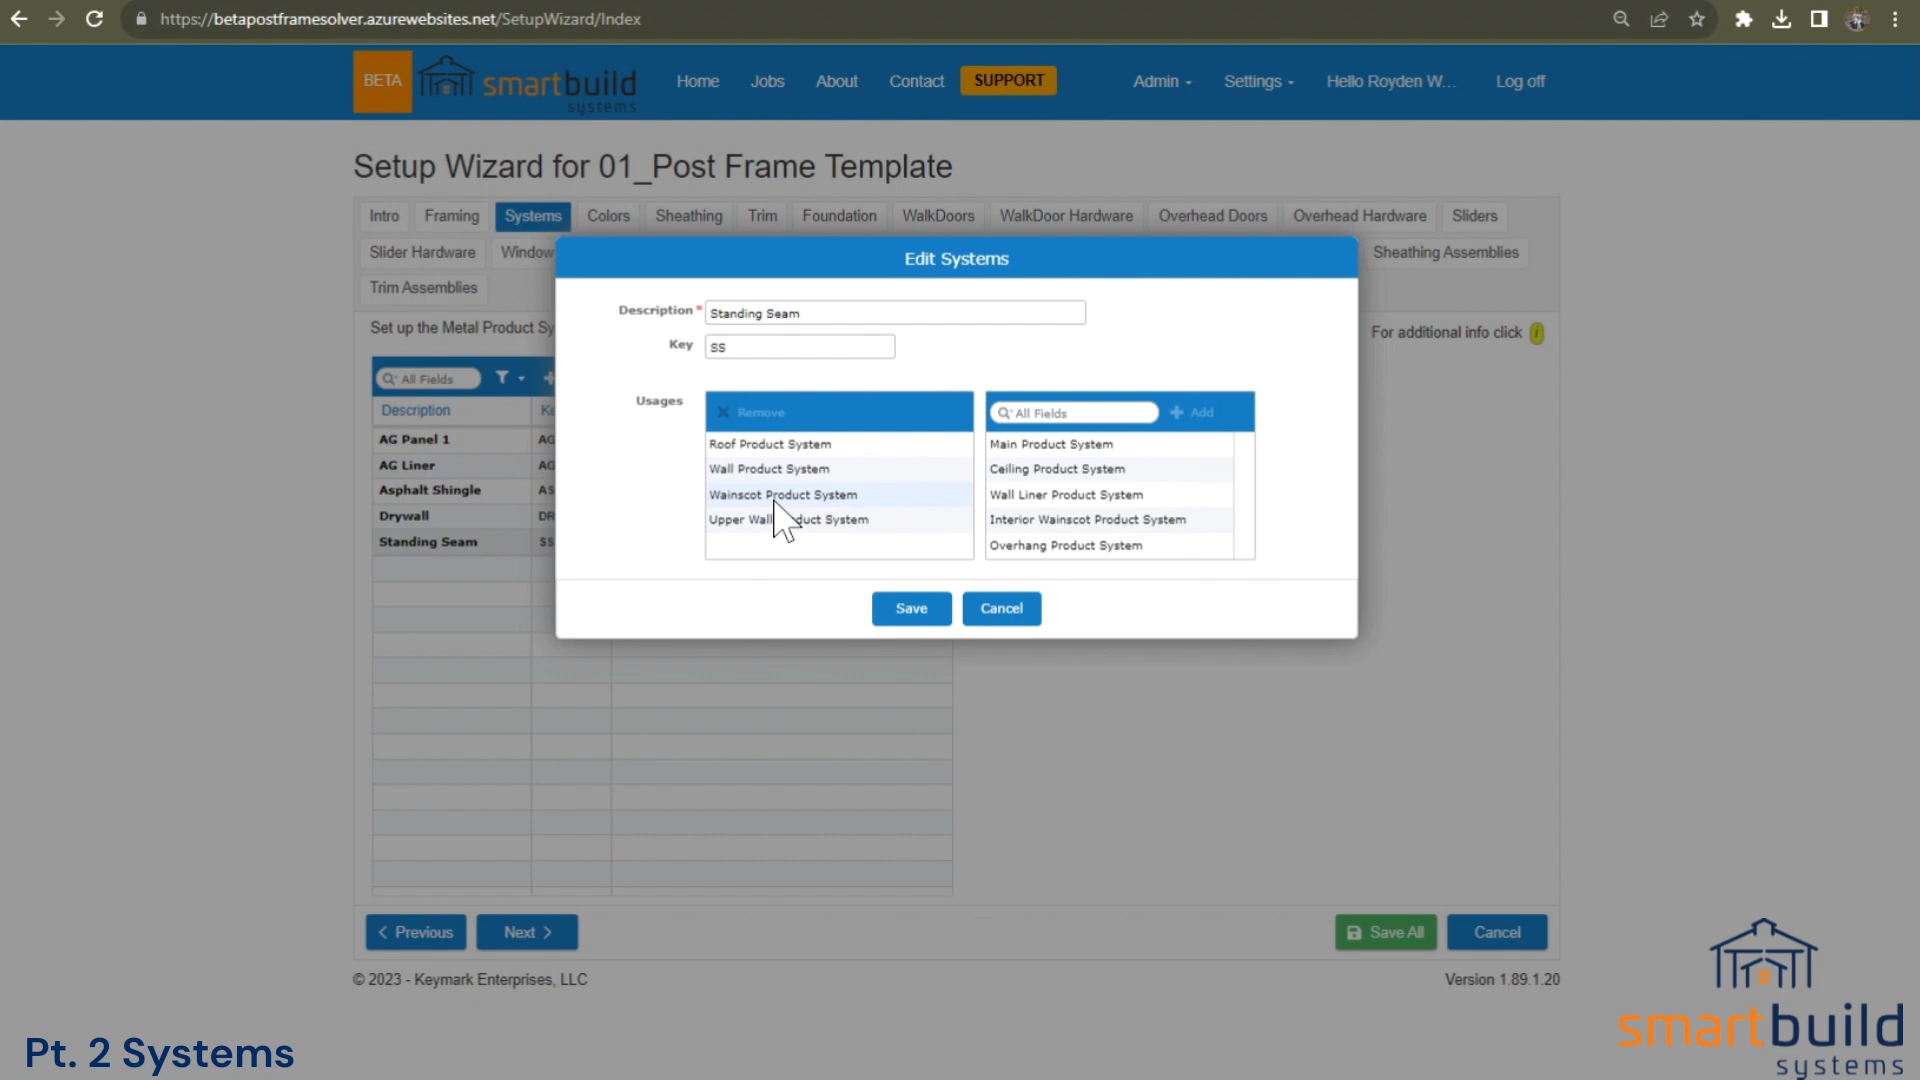 https://betapostframesolver.azurewebsites.net/SetupWizard/Index
BETA
smartbuild
systems
Home
Jobs
About
Contact
SUPPORT
Admin
Settings
Hello Royden W...
Log off
Setup Wizard for 01_Post Frame Template
Intro
Framing
Systems
Colors
Sheathing
Trim
Foundation
WalkDoors
WalkDoor Hardware
Overhead Doors
Overhead Hardware
Sliders
Slider Hardware
Window
Sheathing Assemblies
Trim Assemblies
Set up the Metal Product Sy
For additional info click
Edit Systems
Description *
Standing Seam
Key
SS
Usages
Remove
Roof Product System
Wall Product System
Wainscot Product System
Upper Wall
duct System
All Fields
Add
Main Product System
Ceiling Product System
Wall Liner Product System
Interior Wainscot Product System
Overhang Product System
Save
Cancel
All Fields
Description
Ke
AG Panel 1
AG
AG Liner
AG
Asphalt Shingle
AS
Drywall
DR
Standing Seam
SS
Previous
Next
Save All
Cancel
© 2023 - Keymark Enterprises, LLC
Version 1.89.1.20
Pt. 2 Systems
smartbuild
systems